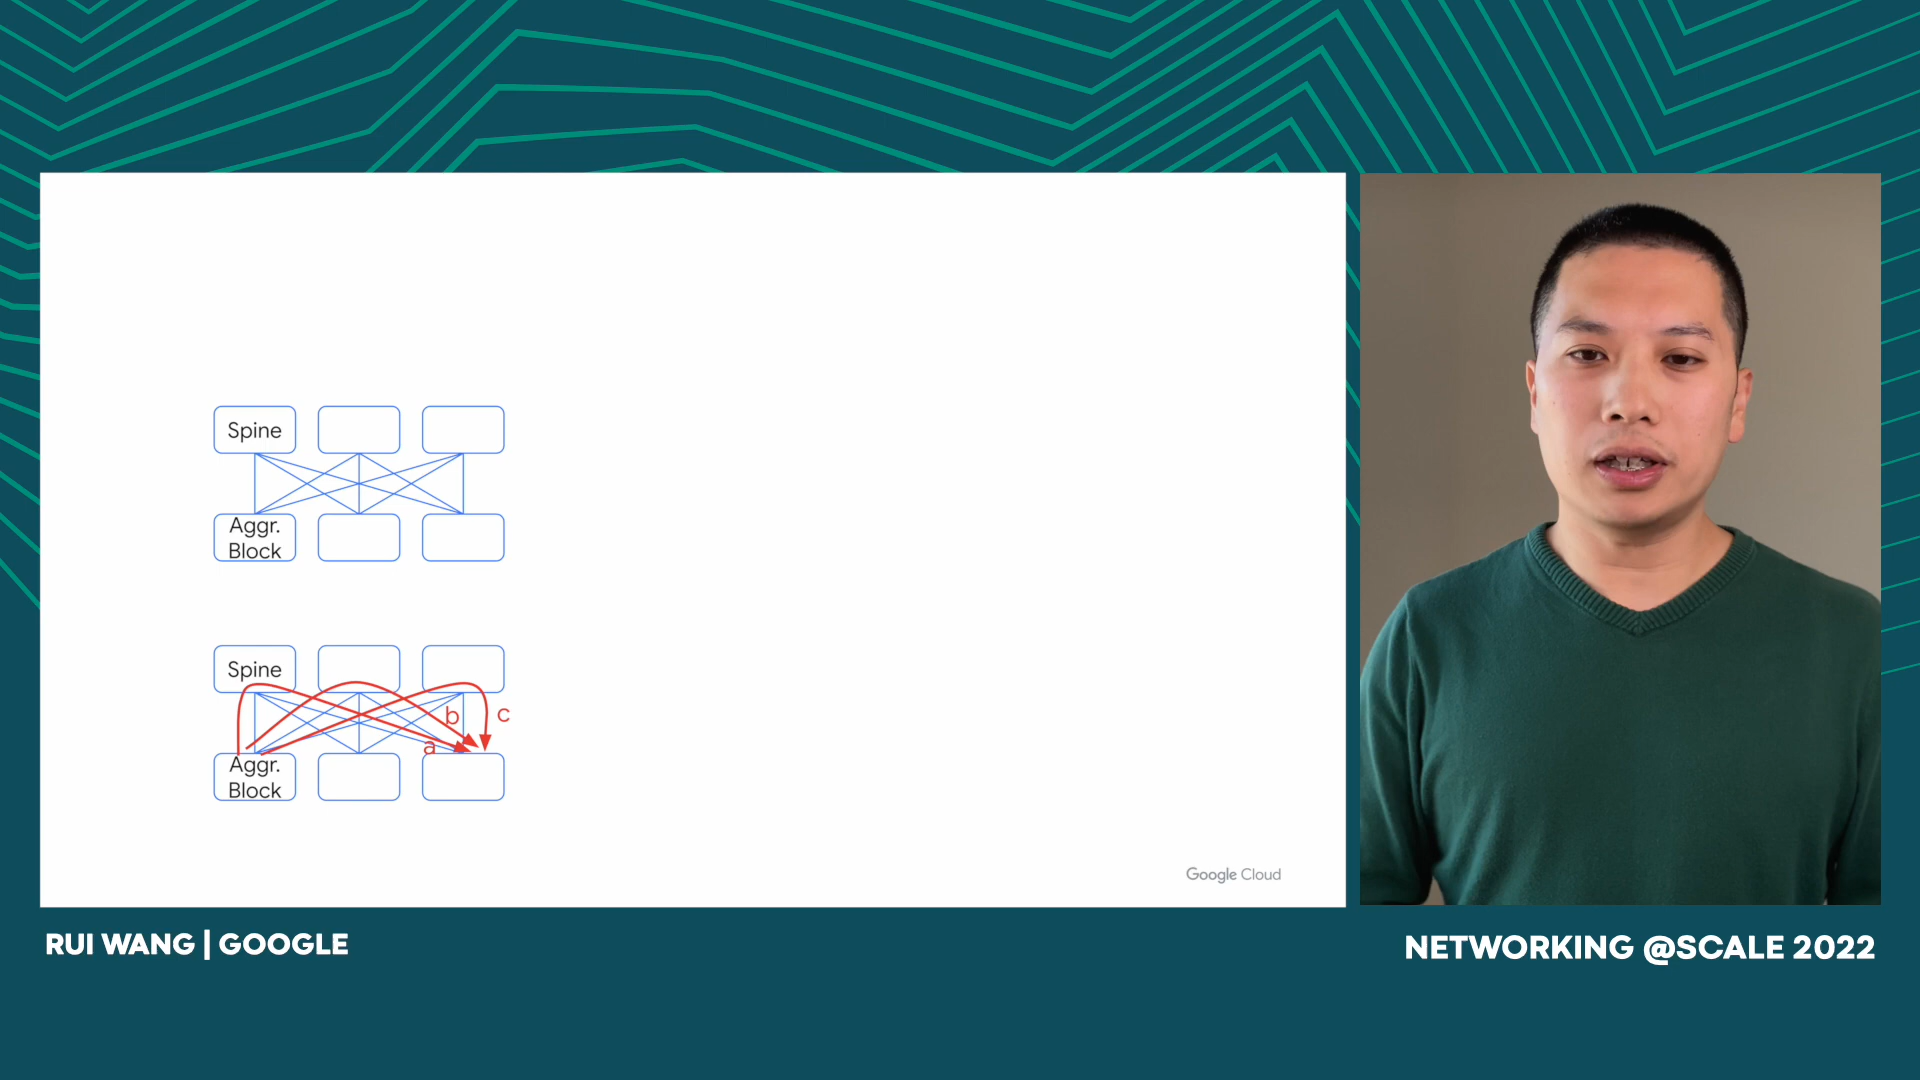 Spine
Aggr.
Block
Spine
b
c
a
Aggr.
Block
Google Cloud
RUI WANG | GOOGLE
NETWORKING @SCALE 2022